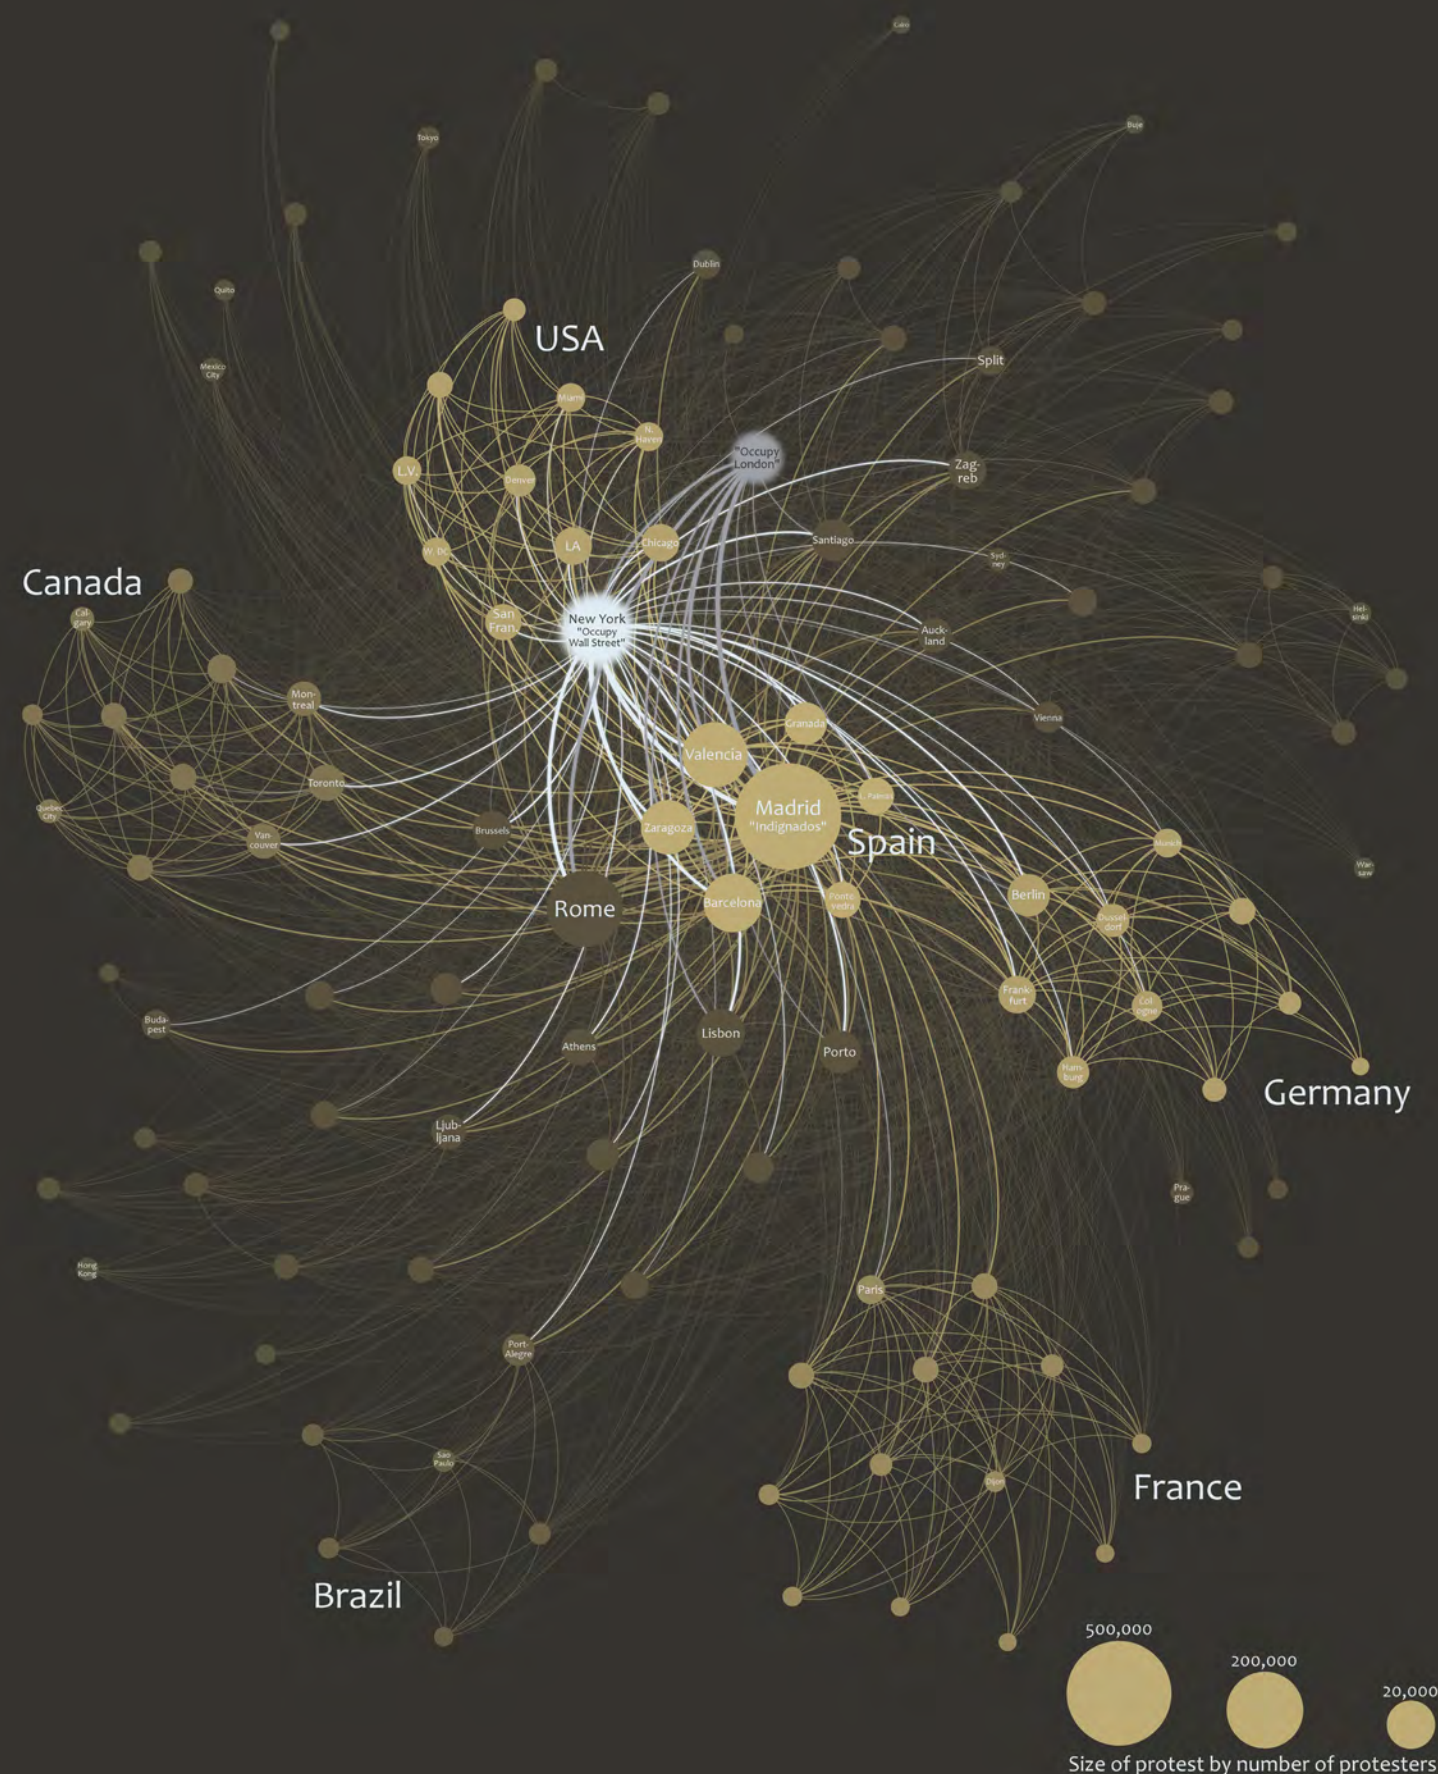 Cairo
Buje
Tokyo
Dublin
Quito
USA
Split
Mexico
City
Miami
N.
Haven
"Occupy
London"
L.V.
Denver
Zag-
reb
W. DC
LA
Chicago
Santiago
Syd-
ney
Canada
Cal-
gary
San
Fran.
New York
"Occupy
Wall Street"
Auck-
land
Hel-
sinki
Mon-
treal
Granada
Vienna
Valencia
Toronto
Madrid
"Indignados"
L. Palmas
Quebec
City
Van-
couver
Brussels
Zaragoza
Spain
Munich
War-
saw
Rome
Barcelona
Ponte
vedra
Berlin
Dussel
dorf
Frank-
furt
Col
ogne
Buda-
pest
Athens
Lisbon
Porto
Ham-
burg
Germany
Ljub-
ljana
Pra-
gue
Hong
Kong
Paris
Port-
Alegre
Sao
Paulo
Dijon
France
Brazil
500,000
200,000
20,000
Size of protest by number of protesters